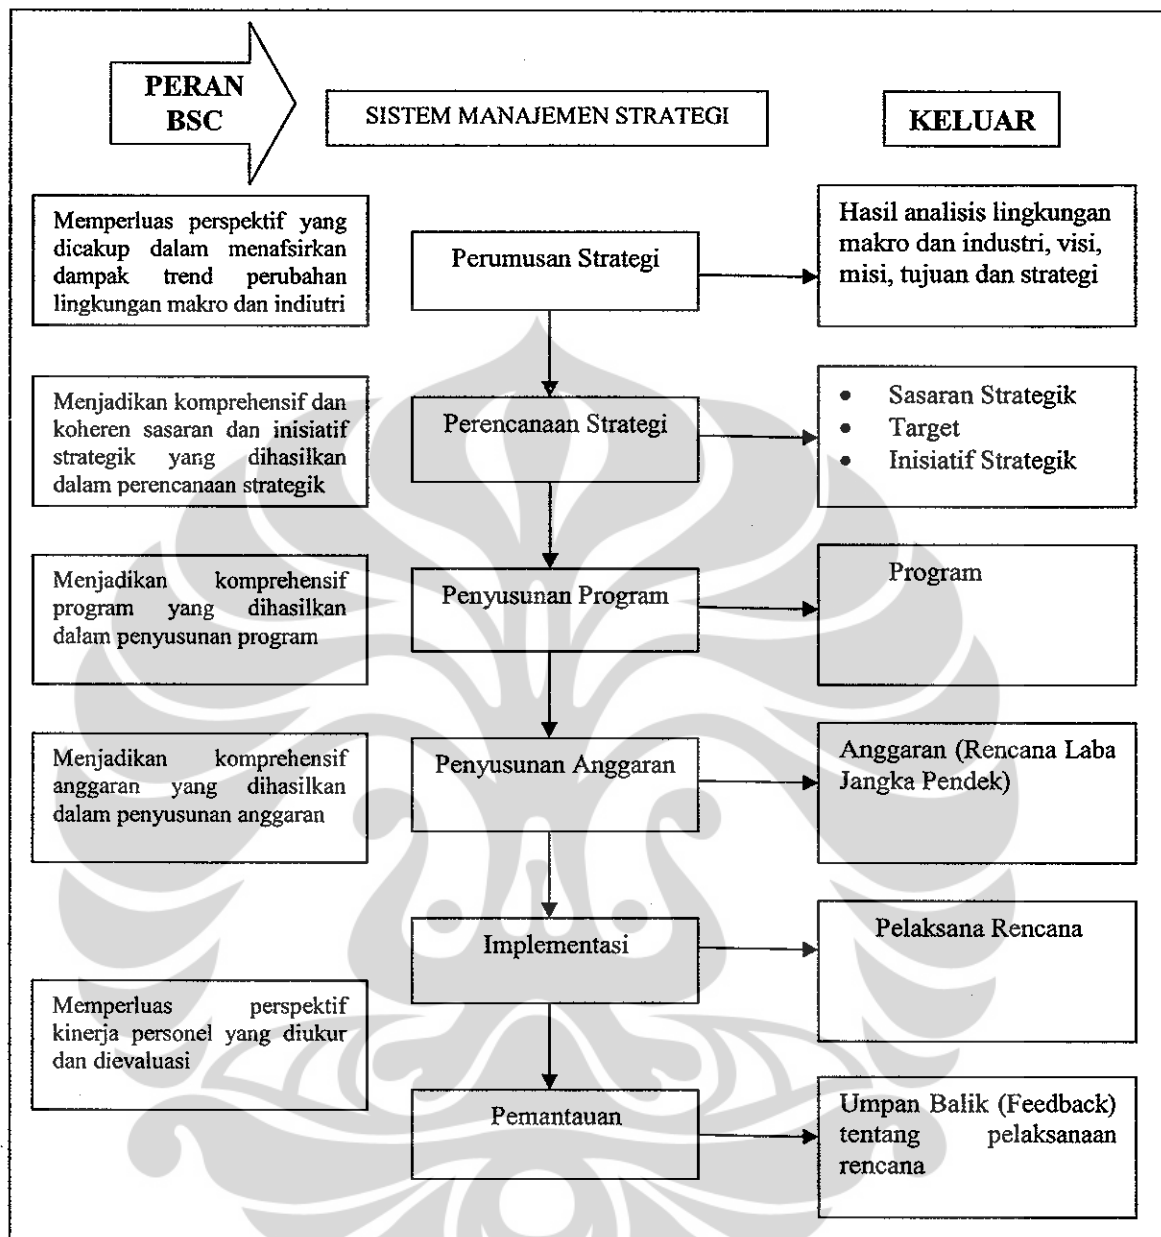 PERAN
BSC
SISTEM MANAJEMEN STRATEGI
KELUAR
Memperluas perspektif yang
dicakup dalam menafsirkan
dampak trend perubahan
lingkungan makro dan indiutri
Perumusan Strategi
Hasil analisis lingkungan
makro dan industri, visi,
misi, tujuan dan strategi
Menjadikan komprehensif dan
koheren sasaran dan inisiatif
strategik yang dihasilkan
dalam perencanaan strategik
Perencanaan Strategi
• Sasaran Strategik
• Target
• Inisiatif Strategik
Menjadikan komprehensif
program yang dihasilkan
dalam penyusunan program
Penyusunan Program
Program
Menjadikan komprehensif
anggaran yang dihasilkan
dalam penyusunan anggaran
Penyusunan Anggaran
Anggaran (Rencana Laba
Jangka Pendek)
Implementasi
Pelaksana Rencana
Memperluas perspektif
kinerja personel yang diukur
dan dievaluasi
Pemantauan
Umpan Balik (Feedback)
tentang pelaksanaan
rencana